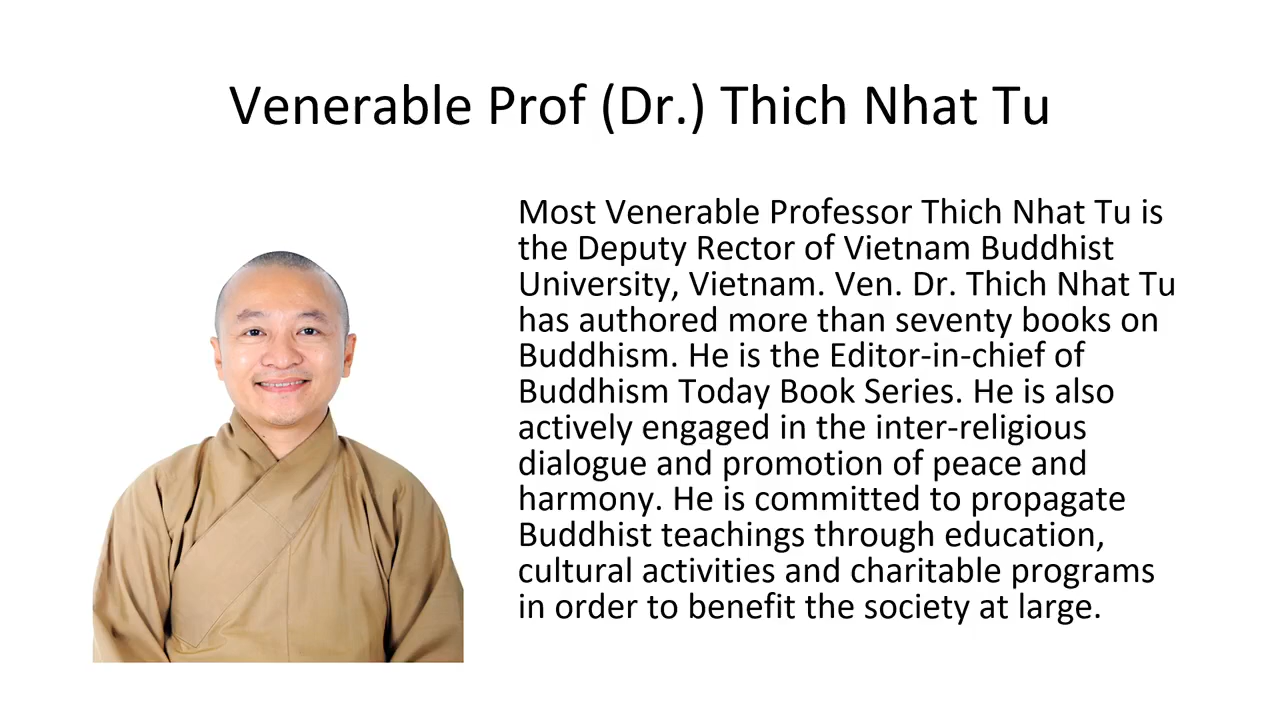 Venerable Prof (Dr.) Thich Nhat Tu
Most Venerable Professor Thich Nhat Tu is
the Deputy Rector of Vietnam Buddhist
University, Vietnam. Ven. Dr. Thich Nhat Tu
has authored more than seventy books on
Buddhism. He is the Editor-in-chief of
Buddhism Today Book Series. He is also
actively engaged in the inter-religious
dialogue and promotion of peace and
harmony. He is committed to propagate
Buddhist teachings through education,
cultural activities and charitable programs
in order to benefit the society at large.